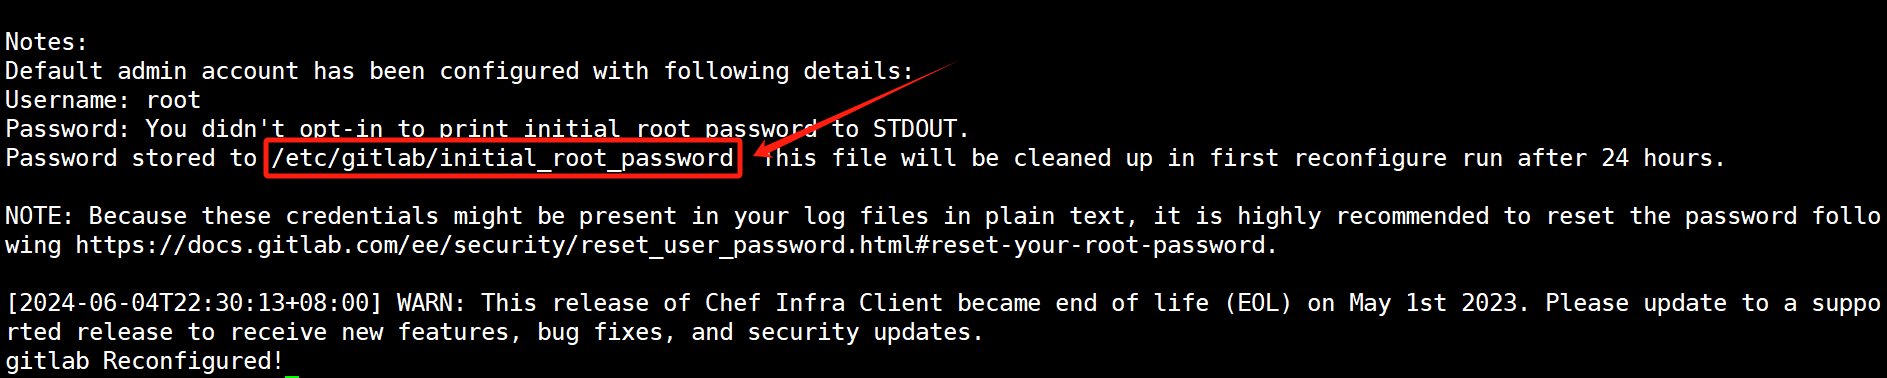 Notes:
Default admin account has been configured with following details:
Username: root
Password: You didn't opt-in to print initial root password to STDOUT.
Password stored to /etc/gitlab/initial_root_password This file will be cleaned up in first reconfigure run after 24 hours.
NOTE: Because these credentials might be present in your log files in plain text, it is highly recommended to reset the password follo
wing https://docs.gitlab.com/ee/security/reset_user_password.html#reset-your-root-password.
[2024-06-04T22:30:13+08:00] WARN: This release of Chef Infra Client became end of life (EOL) on May 1st 2023. Please update to a suppo
rted release to receive new features, bug fixes, and security updates.
gitlab Reconfigured!